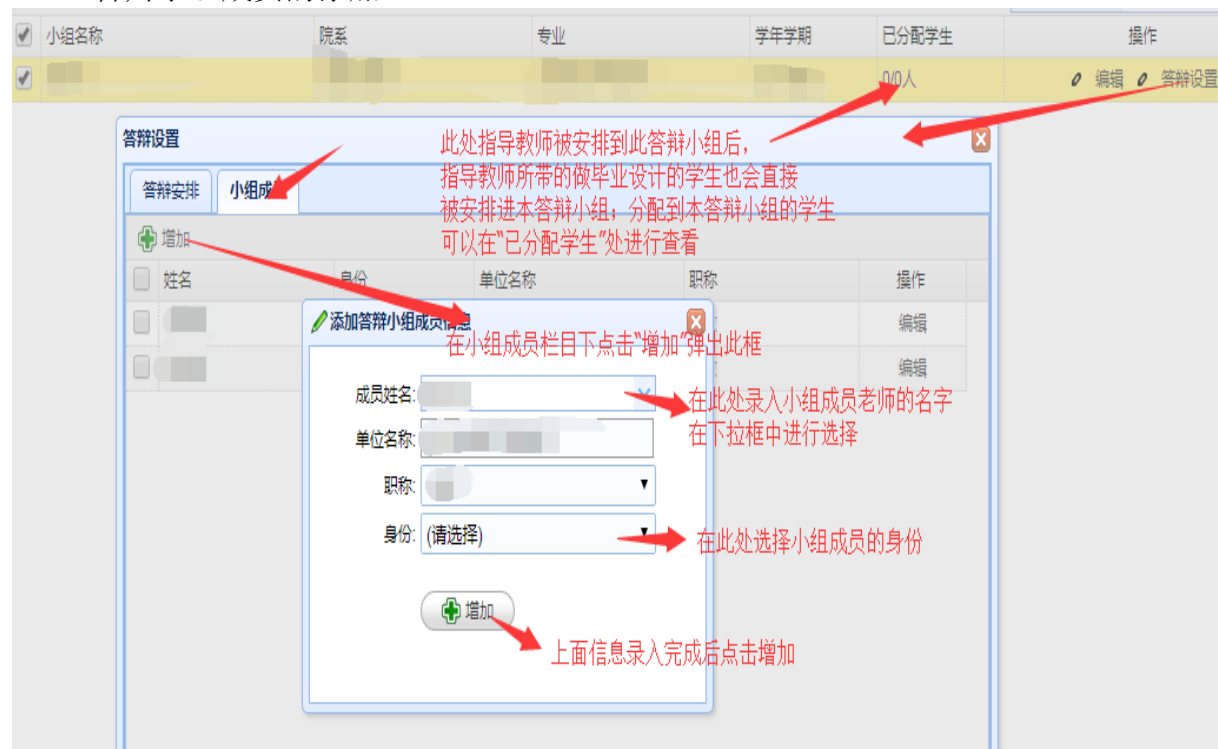 小组名称 院系 专业 学年学期 已分配学生 操作
0/0人 编辑 答辩设置
答辩设置
此处指导教师被安排到此答辩小组后，
指导教师所带的做毕业设计的学生也会直接
被安排进本答辩小组；分配到本答辩小组的学生
可以在"已分配学生"处进行查看
答辩安排 小组成
增加
姓名 身份 单位名称 职称 操作
编辑
编辑
添加答辩小组成员信息
在小组成员栏目下点击"增加"弹出此框
成员姓名:
在此处录入小组成员老师的名字
在下拉框中进行选择
单位名称:
职称:
身份: (请选择)
在此处选择小组成员的身份
增加
上面信息录入完成后点击增加